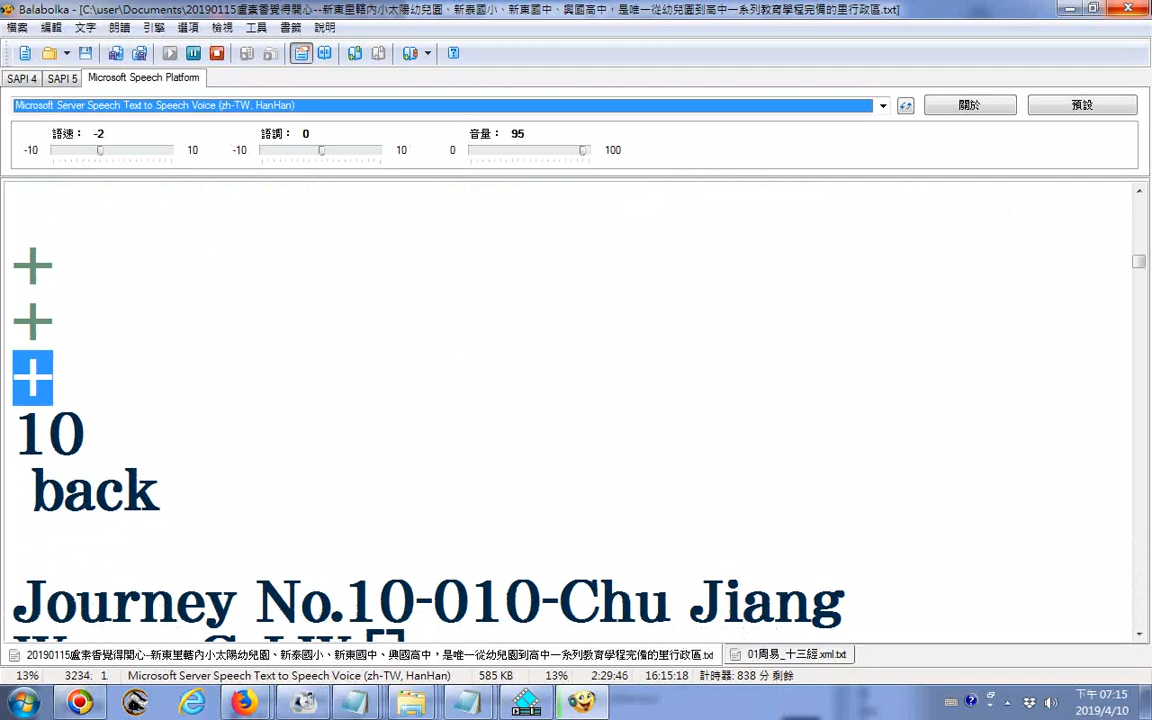 Balabolka - [C:\user\Documents\20190115盧索香覺得開心--新東里轄內小太陽幼兒園、新泰國小、新東國中、興國高中，是唯一從幼兒園到高中一系列教育學程完備的里行政區.txt]
檔案 編輯 文字 朗讀 引擎 選項 檢視 工具 書籤 說明
SAPI 4 SAPI 5 Microsoft Speech Platform
Microsoft Server Speech Text to Speech Voice (zh-TW, HanHan) 關於 預設
語速： -2 語調： 0 音量： 95
-10 10 -10 10 0 100
+
+
+
10
back
Journey No.10-010-Chu Jiang
20190115盧索香覺得開心--新東里轄內小太陽幼兒園、新泰國小、新東國中、興國高中，是唯一從幼兒園到高中一系列教育學程完備的里行政區.txt 01周易_十三經.xml.txt
13% 3234: 1 Microsoft Server Speech Text to Speech Voice (zh-TW, HanHan) 585 KB 13% 2:29:46 16:15:18 計時器: 838 分 剩餘
下午 07:15
2019/4/10